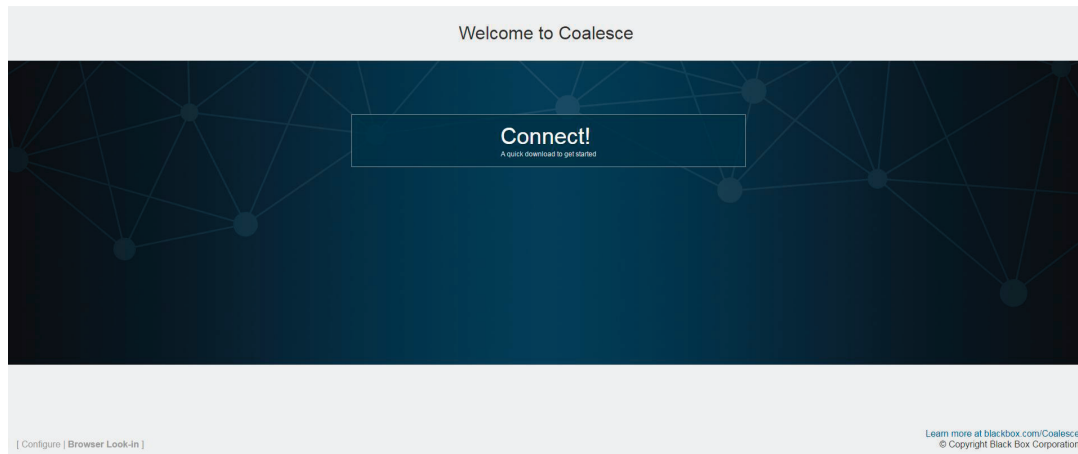 Welcome to Coalesce
Connect!
A quick download to get started
[ Configure | Browser Look-in ]
Learn more at blackbox.com/Coalesce
© Copyright Black Box Corporation